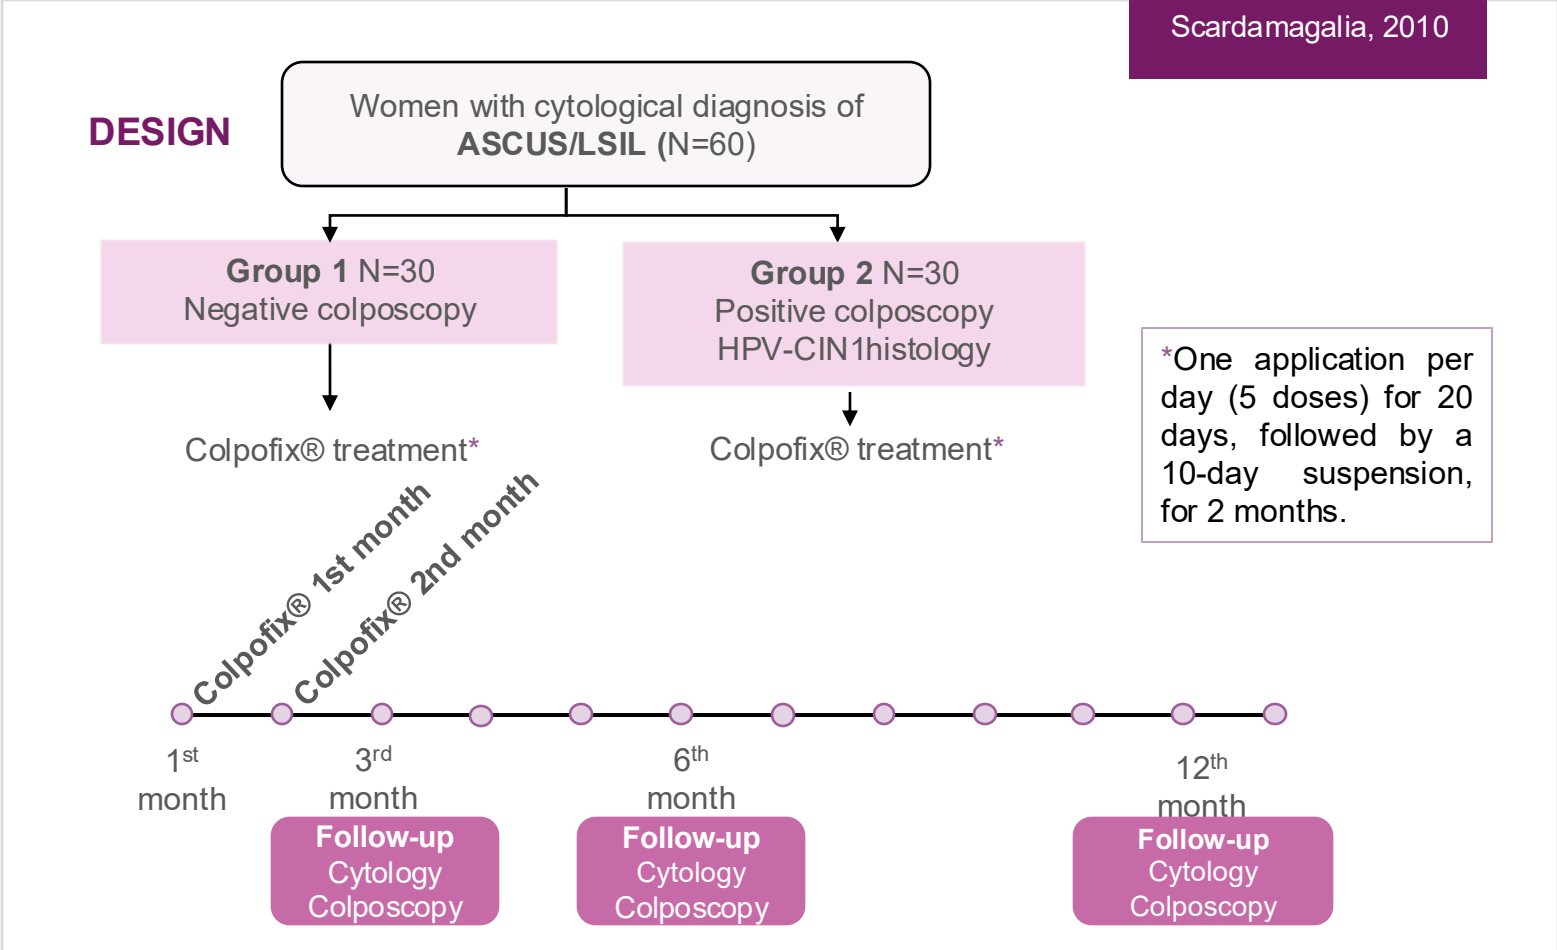 Scardamagalia, 2010
DESIGN
Women with cytological diagnosis of
ASCUS/LSIL (N=60)
Group 1 N=30
Negative colposcopy
Group 2 N=30
Positive colposcopy
HPV-CIN1histology
Colpofix® treatment*
Colpofix® treatment*
*One application per
day (5 doses) for 20
days, followed by a
10-day suspension,
for 2 months.
Colpofix® 1st month
Colpofix® 2nd month
1st
month
3rd
month
6th
month
12th
month
Follow-up
Cytology
Colposcopy
Follow-up
Cytology
Colposcopy
Follow-up
Cytology
Colposcopy